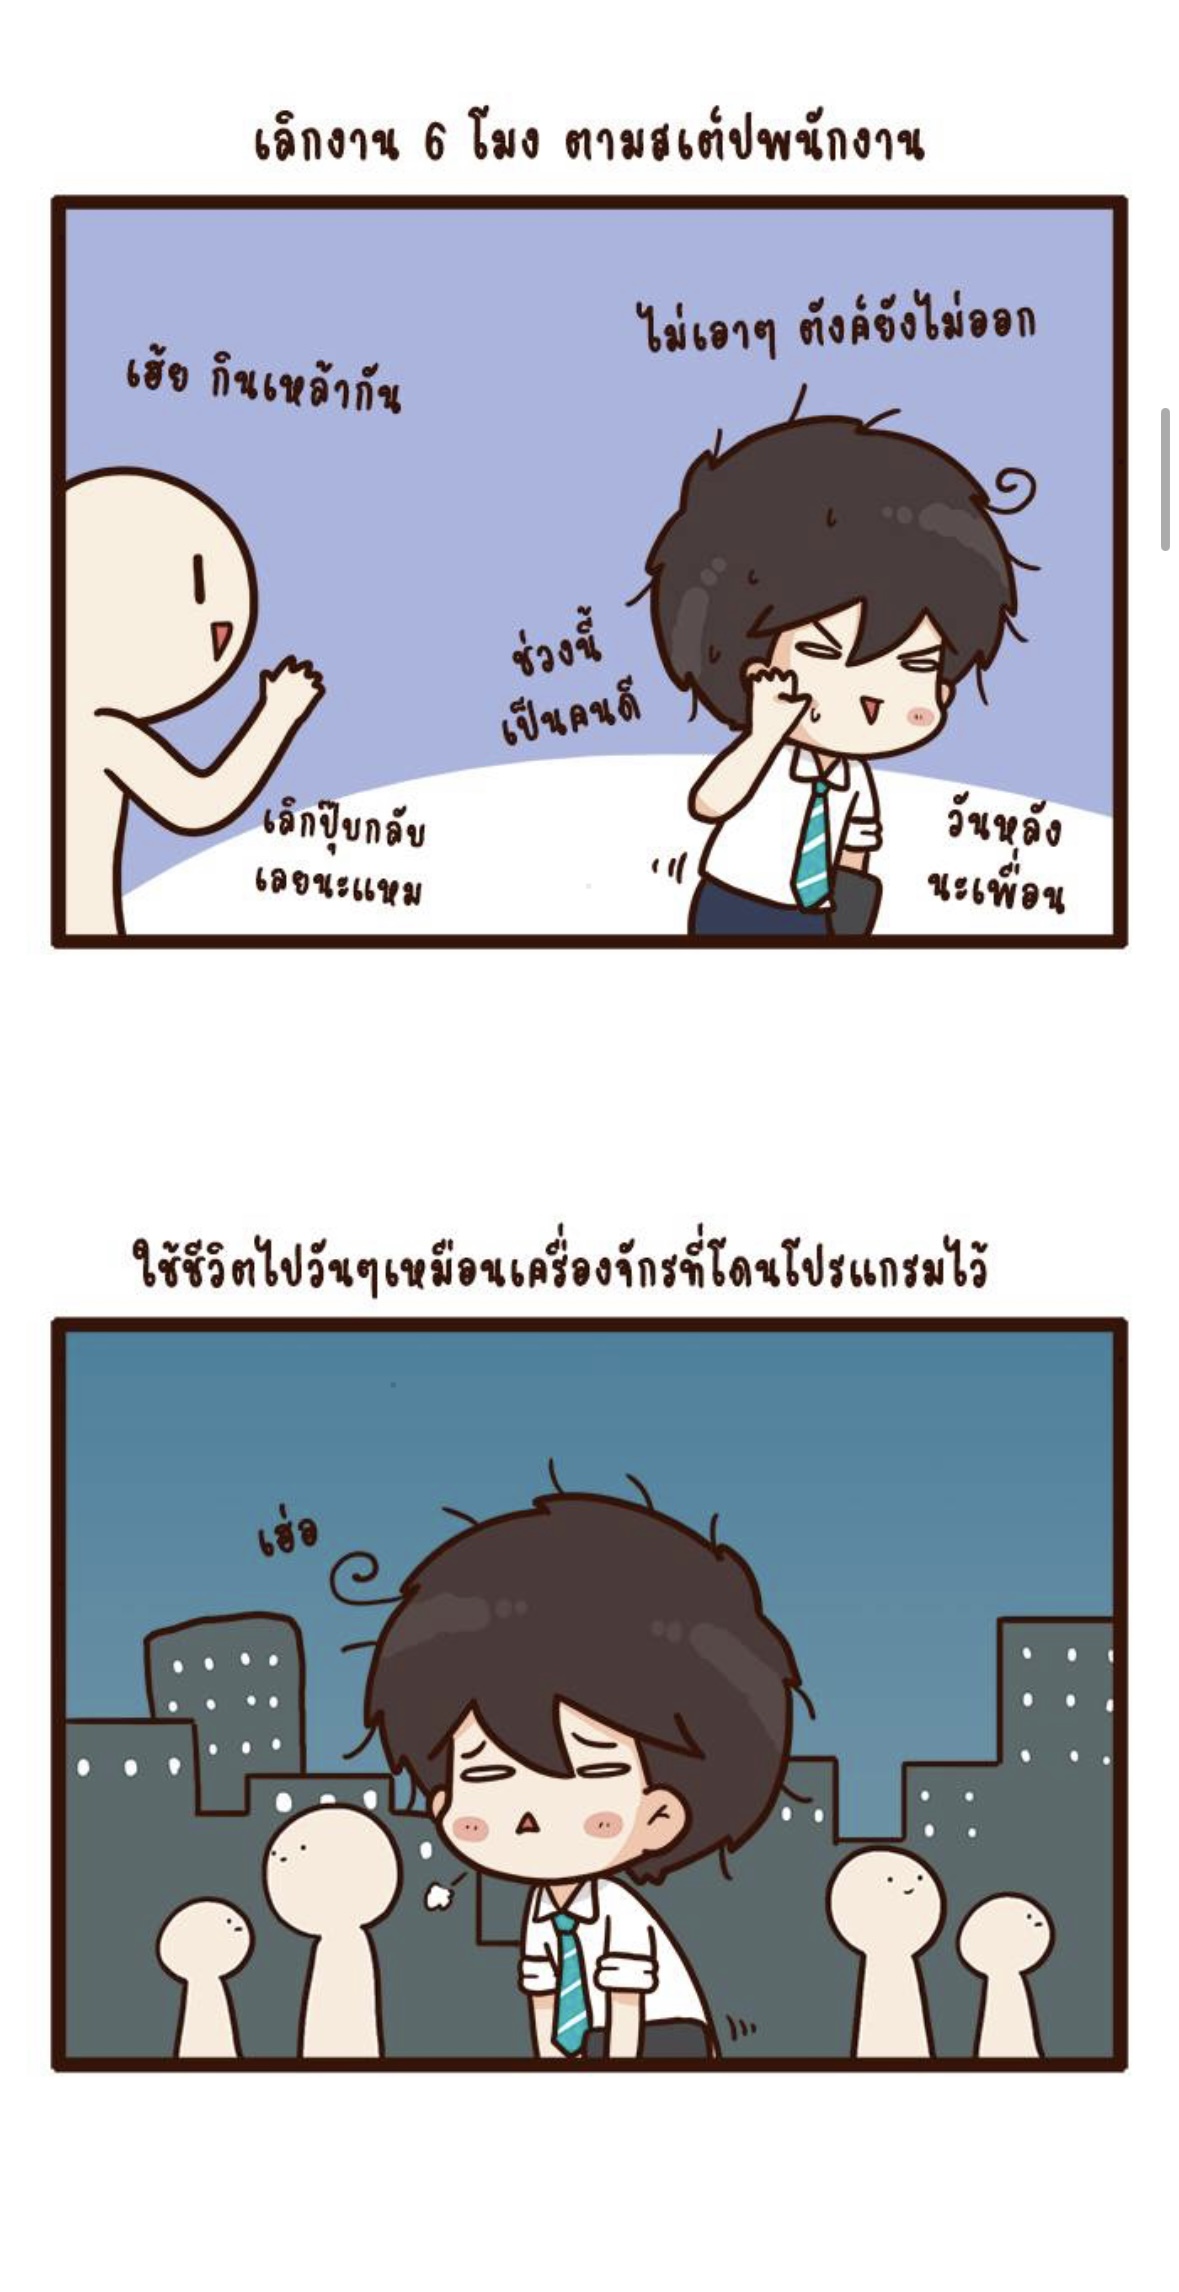 เลิกงาน 6 โมง ตามสเต็ปพนักงาน
ไม่เอาๆ ตังค์ยังไม่ออก
เฮ้ย กินเหล้ากัน
ช่วงนี้
เป็นคนดี
เลิกปุ๊บกลับ
เลยนะแหม
วันหลัง
นะเพื่อน
ใช้ชีวิตไปวันๆเหมือนเครื่องจักรที่โดนโปรแกรมไว้
เฮ่อ